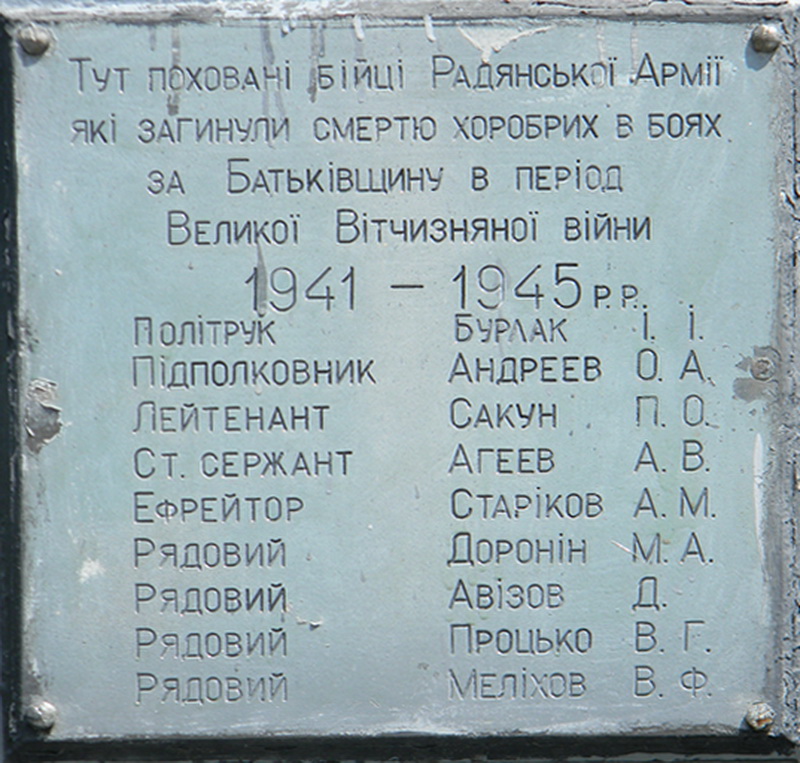 Тут поховані бійці Радянської Армії
які загинули смертю хоробрих в боях
за Батьківщину в період
Великої Вітчизняної війни
1941 – 1945 р.р.
Політрук Бурлак І. І.
Підполковник Андреев О. А.
Лейтенант Сакун П. О.
Ст. сержант Агеев А. В.
Ефрейтор Старіков А. М.
Рядовий Доронін М. А.
Рядовий Авізов Д.
Рядовий Процько В. Г.
Рядовий Меліхов В. Ф.